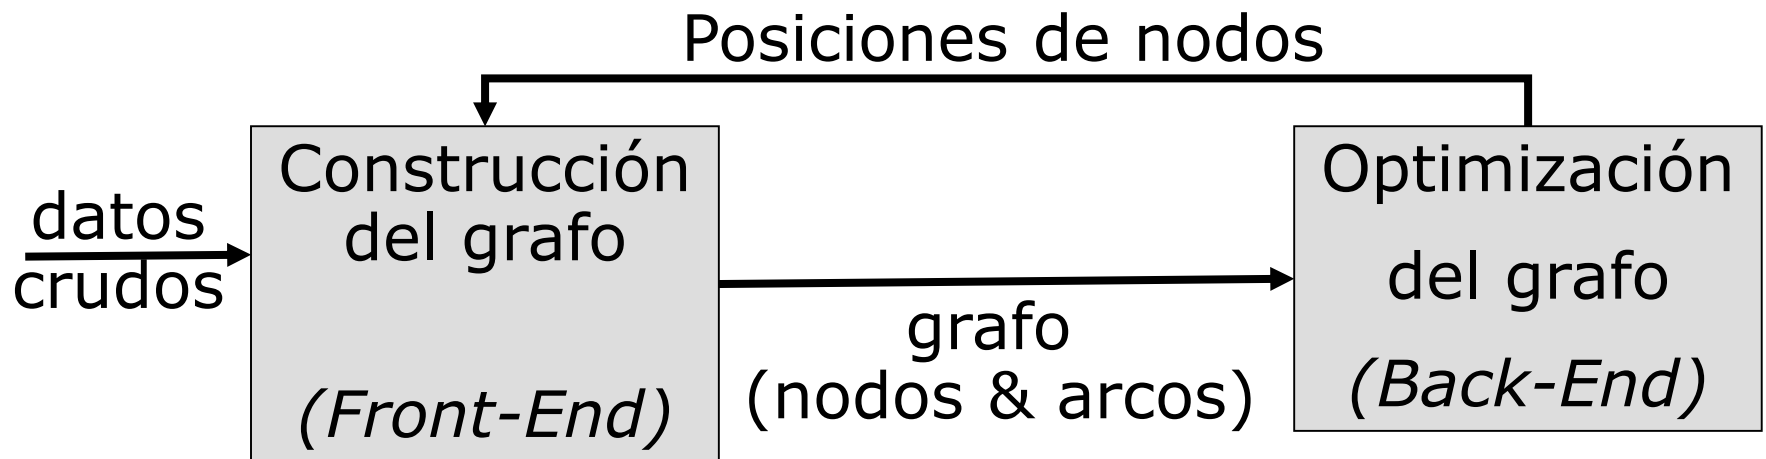 Posiciones de nodos
datos
crudos
Construcción
del grafo
(Front-End)
grafo
(nodos & arcos)
Optimización
del grafo
(Back-End)